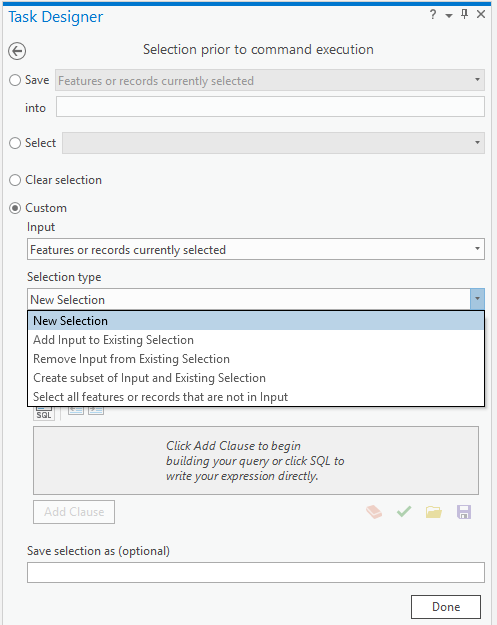 Task Designer
?
Selection prior to command execution
Save
Features or records currently selected
into
Select
Clear selection
Custom
Input
Features or records currently selected
Selection type
New Selection
New Selection
Add Input to Existing Selection
Remove Input from Existing Selection
Create subset of Input and Existing Selection
Select all features or records that are not in Input
SQL
Click Add Clause to begin
building your query or click SQL to
write your expression directly.
Add Clause
Save selection as (optional)
Done